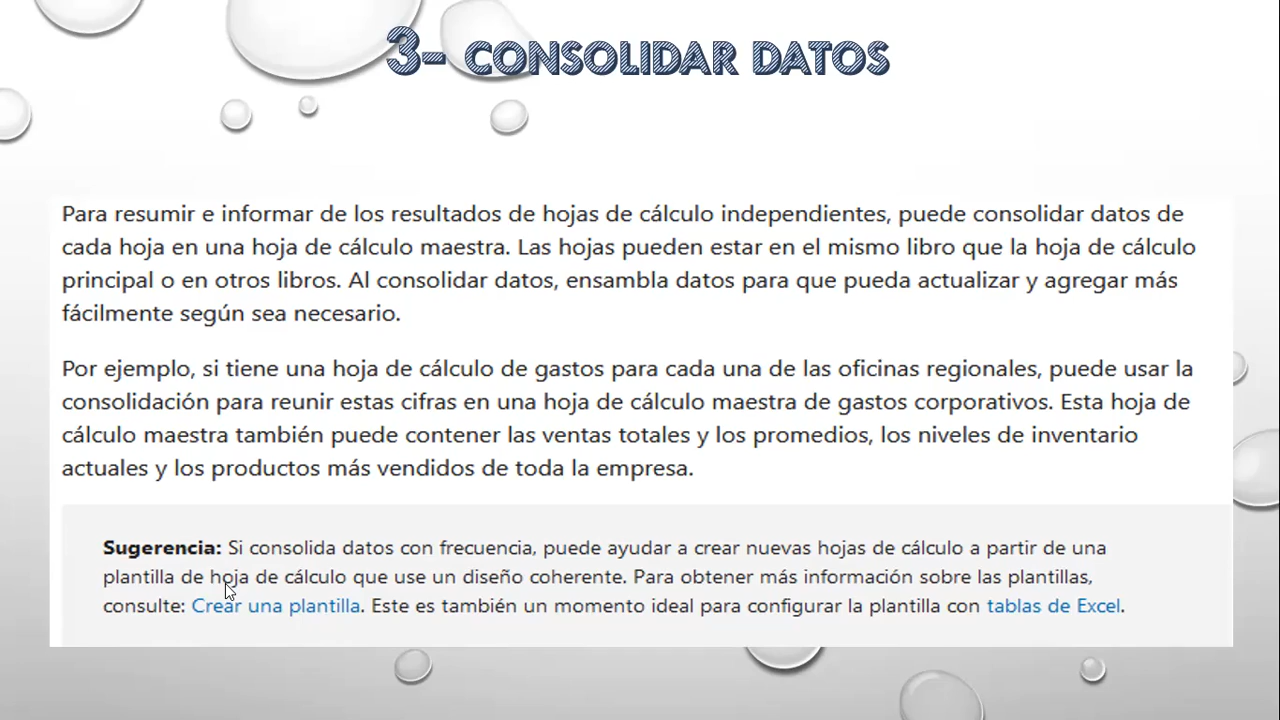 3- CONSOLIDAR DATOS
Para resumir e informar de los resultados de hojas de cálculo independientes, puede consolidar datos de
cada hoja en una hoja de cálculo maestra. Las hojas pueden estar en el mismo libro que la hoja de cálculo
principal o en otros libros. Al consolidar datos, ensambla datos para que pueda actualizar y agregar más
fácilmente según sea necesario.
Por ejemplo, si tiene una hoja de cálculo de gastos para cada una de las oficinas regionales, puede usar la
consolidación para reunir estas cifras en una hoja de cálculo maestra de gastos corporativos. Esta hoja de
cálculo maestra también puede contener las ventas totales y los promedios, los niveles de inventario
actuales y los productos más vendidos de toda la empresa.
Sugerencia: Si consolida datos con frecuencia, puede ayudar a crear nuevas hojas de cálculo a partir de una
plantilla de hoja de cálculo que use un diseño coherente. Para obtener más información sobre las plantillas,
consulte: Crear una plantilla. Este es también un momento ideal para configurar la plantilla con tablas de Excel.